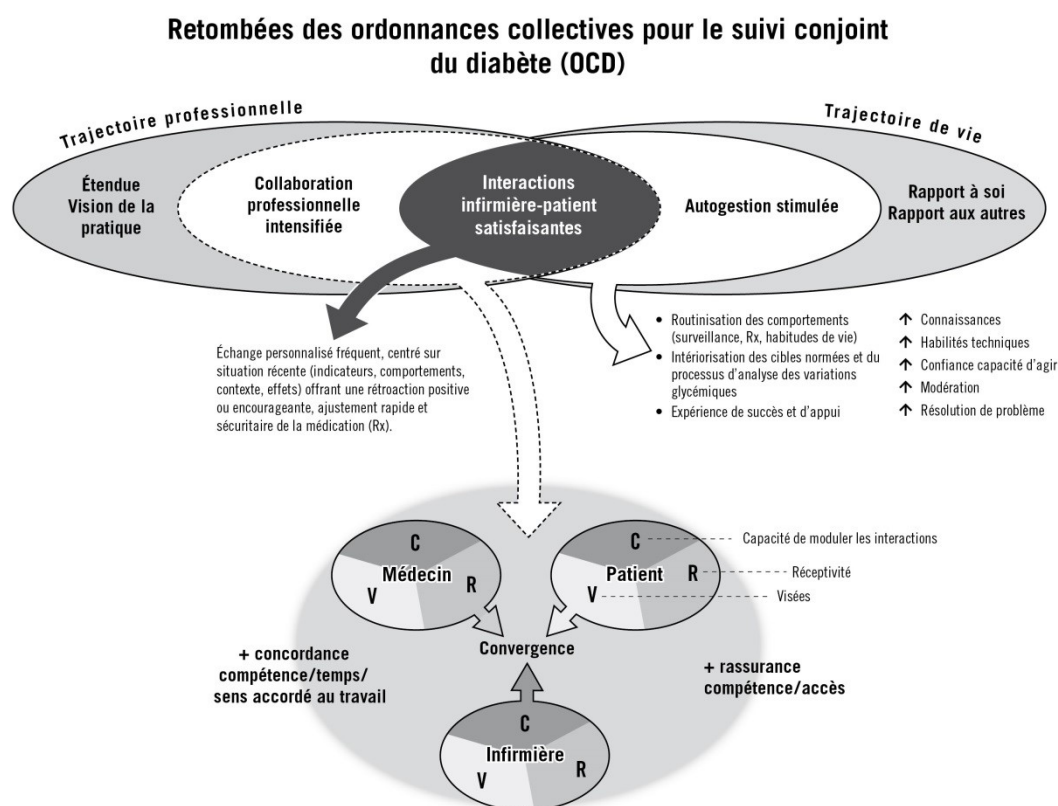 Retombées des ordonnances collectives pour le suivi conjoint
du diabète (OCD)
Trajectoire professionnelle
Trajectoire de vie
Étendue
Vision de la
pratique
Collaboration
professionnelle
intensifiée
Interactions
infirmière-patient
satisfaisantes
Autogestion stimulée
Rapport à soi
Rapport aux autres
Échange personnalisé fréquent, centré sur
situation récente (indicateurs, comportements,
contexte, effets) offrant une rétroaction positive
ou encourageante, ajustement rapide et
sécuritaire de la médication (Rx).
• Routinisation des comportements
(surveillance, Rx, habitudes de vie)
• Intériorisation des cibles normées et du
processus d'analyse des variations
glycémiques
• Expérience de succès et d'appui
↑ Connaissances
↑ Habilités techniques
↑ Confiance capacité d'agir
↑ Modération
↑ Résolution de problème
C
Médecin
V
R
C
Patient
V
R
Capacité de moduler les interactions
Réceptivité
Visées
Convergence
+ concordance
compétence/temps/
sens accordé au travail
+ rassurance
compétence/accès
C
Infirmière
V
R